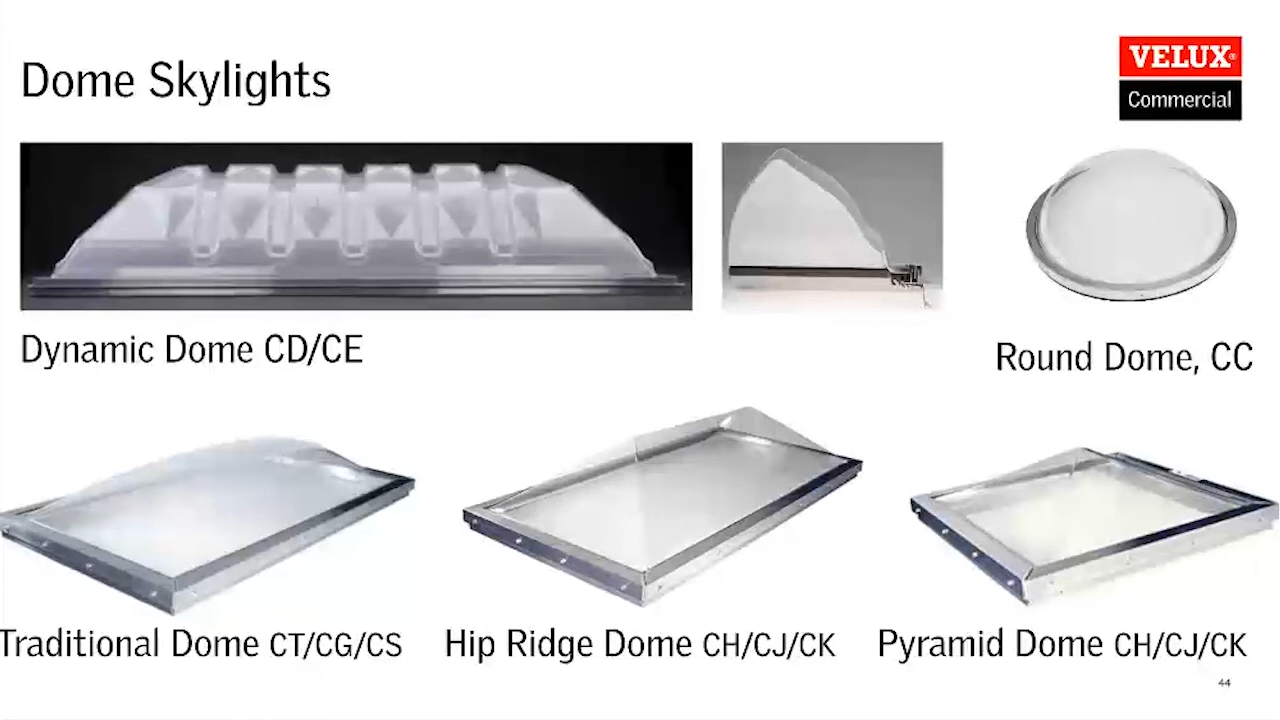 Dome Skylights
VELUX®
Commercial
Dynamic Dome CD/CE
Round Dome, CC
Traditional Dome CT/CG/CS
Hip Ridge Dome CH/CJ/CK
Pyramid Dome CH/CJ/CK
44